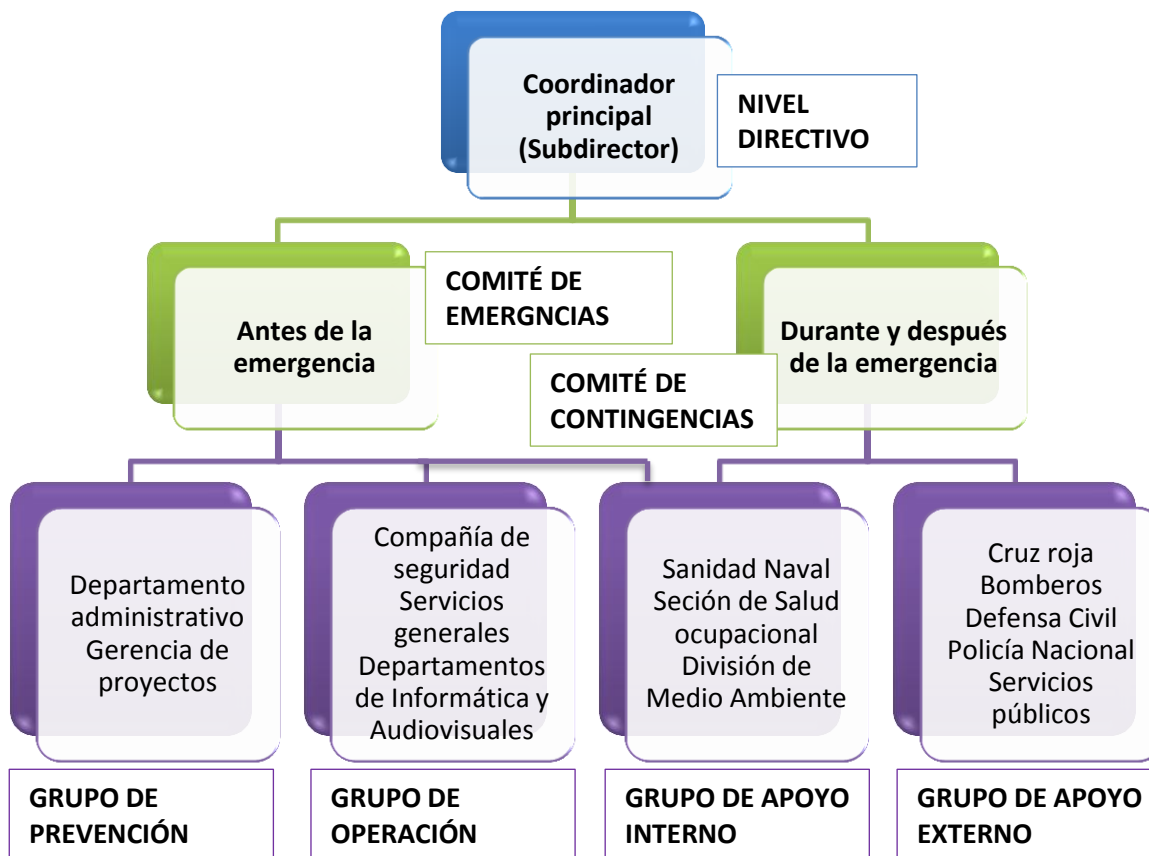 Coordinador
principal
(Subdirector)
NIVEL
DIRECTIVO
Antes de la
emergencia
COMITÉ DE
EMERGNCIAS
COMITÉ DE
CONTINGENCIAS
Durante y después
de la emergencia
Departamento
administrativo
Gerencia de
proyectos
Compañía de
seguridad
Servicios
generales
Departamentos
de Informática y
Audiovisuales
Sanidad Naval
Seción de Salud
ocupacional
División de
Medio Ambiente
Cruz roja
Bomberos
Defensa Civil
Policía Nacional
Servicios
públicos
GRUPO DE
PREVENCIÓN
GRUPO DE
OPERACIÓN
GRUPO DE APOYO
INTERNO
GRUPO DE APOYO
EXTERNO